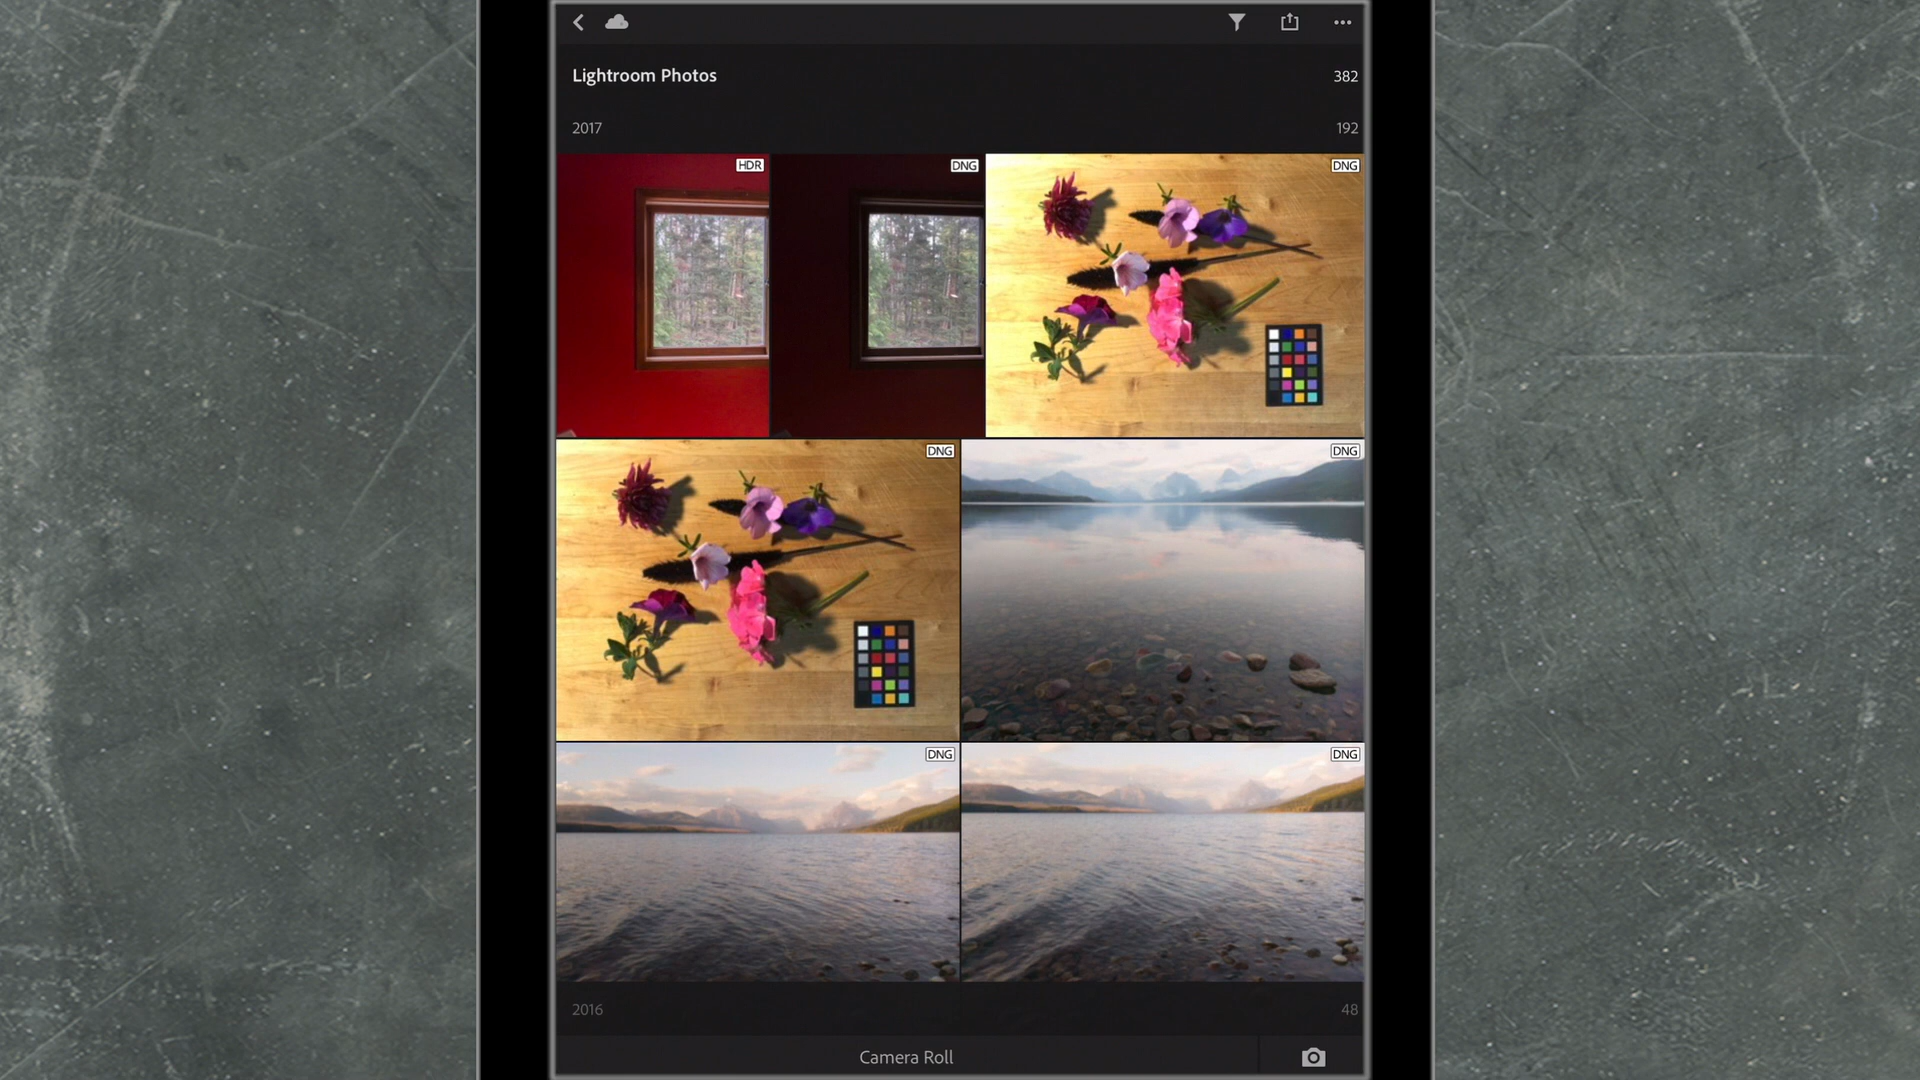 Lightroom Photos 382
2017 192
HDR DNG DNG
DNG DNG
DNG DNG
2016 48
Camera Roll